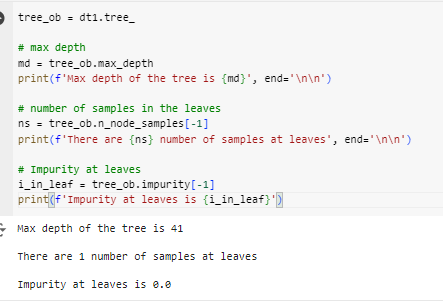 tree_ob = dt1.tree_
# max depth
md = tree_ob.max_depth
print(f'Max depth of the tree is {md}', end='\n\n')
# number of samples in the leaves
ns = tree_ob.n_node_samples[-1]
print(f'There are {ns} number of samples at leaves', end='\n\n')
# Impurity at leaves
i_in_leaf = tree_ob.impurity[-1]
print(f'Impurity at leaves is {i_in_leaf}')
Max depth of the tree is 41
There are 1 number of samples at leaves
Impurity at leaves is 0.0